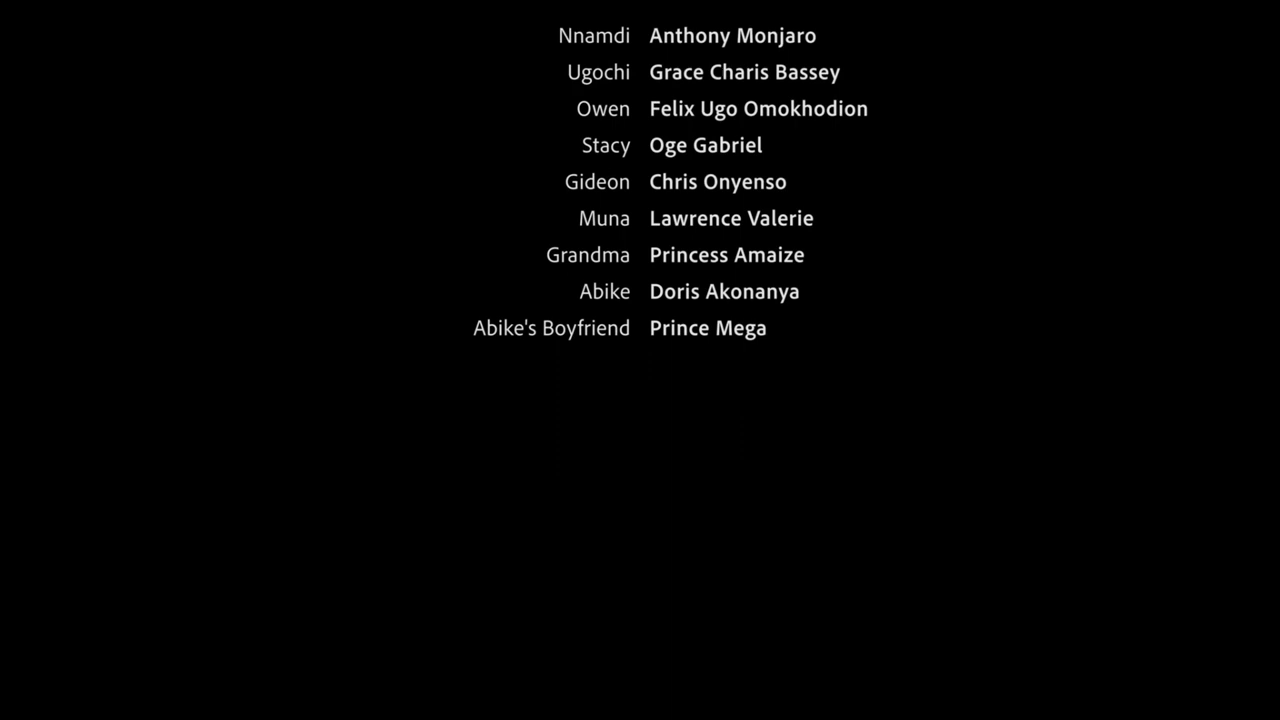 Nnamdi Anthony Monjaro
Ugochi Grace Charis Bassey
Owen Felix Ugo Omokhodion
Stacy Oge Gabriel
Gideon Chris Onyenso
Muna Lawrence Valerie
Grandma Princess Amaize
Abike Doris Akonanya
Abike's Boyfriend Prince Mega